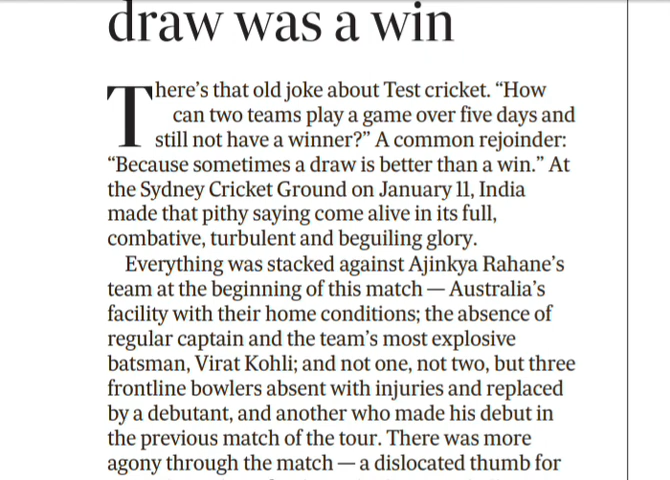 draw was a win
There’s that old joke about Test cricket. “How
can two teams play a game over five days and
still not have a winner?” A common rejoinder:
“Because sometimes a draw is better than a win.” At
the Sydney Cricket Ground on January 11, India
made that pithy saying come alive in its full,
combative, turbulent and beguiling glory.
Everything was stacked against Ajinkya Rahane’s
team at the beginning of this match — Australia’s
facility with their home conditions; the absence of
regular captain and the team’s most explosive
batsman, Virat Kohli; and not one, not two, but three
frontline bowlers absent with injuries and replaced
by a debutant, and another who made his debut in
the previous match of the tour. There was more
agony through the match — a dislocated thumb for